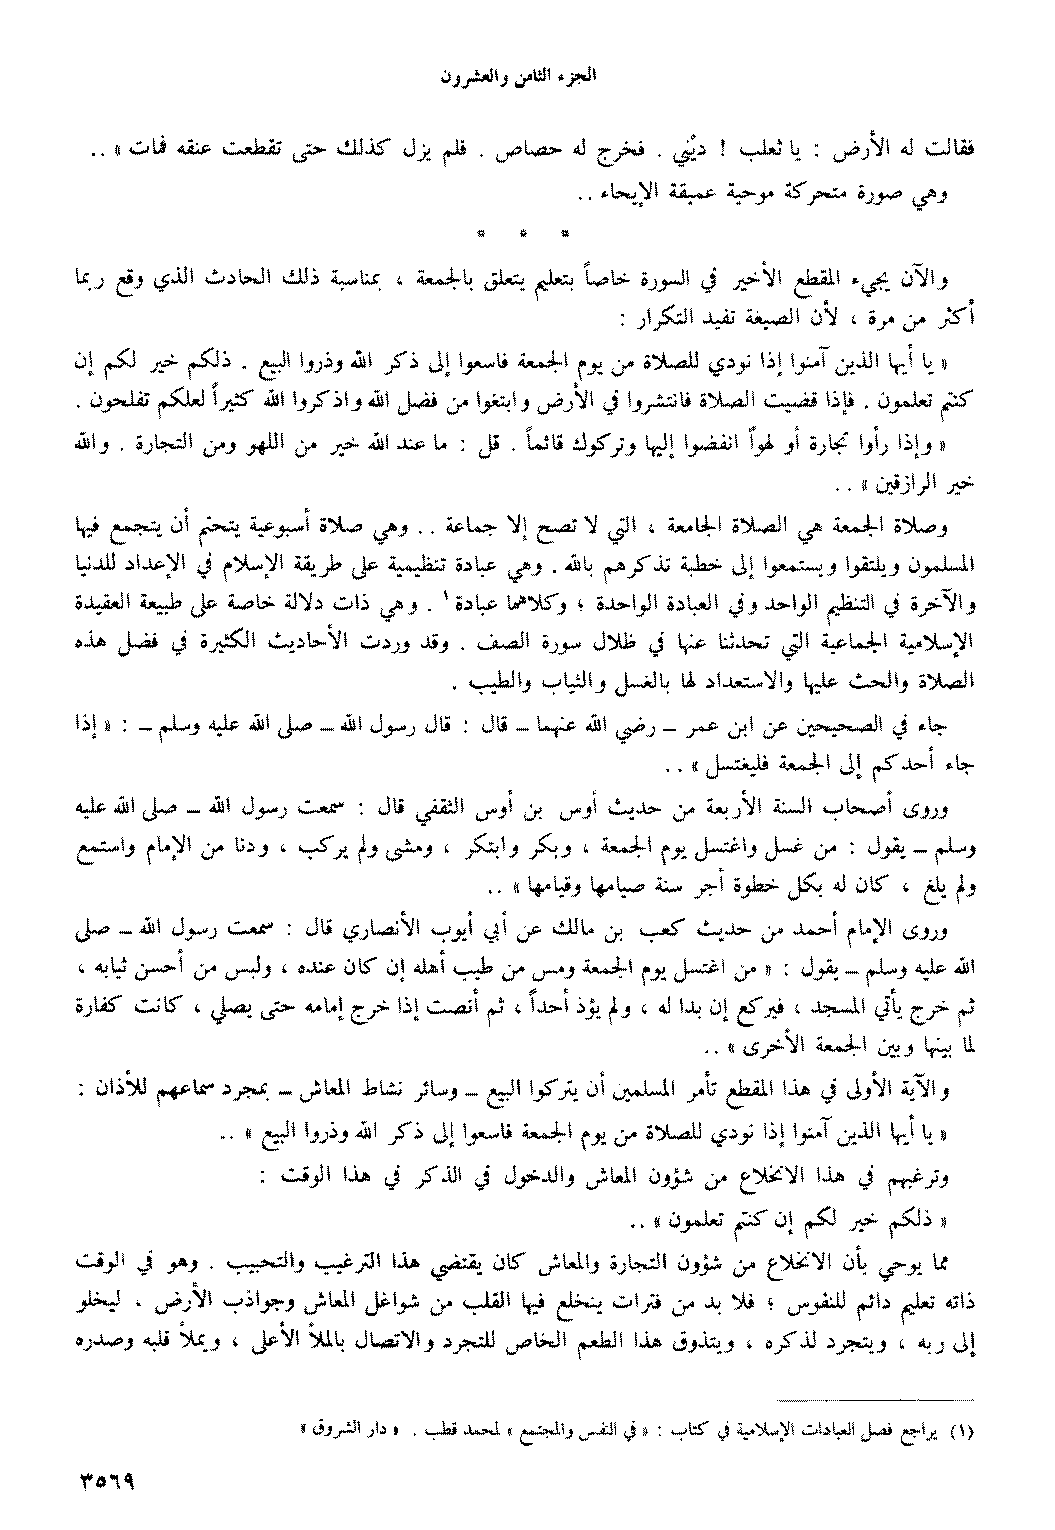 الجزء الثامن والعشرون
فقالت له الأرض : يا ثعلب ! ديْني . فخرج له حصاص . فلم يزل كذلك حتى تقطعت عنقه فمات » ..
وهي صورة متحركة موحية عميقة الإيحاء ..
* * *
والآن يجيء المقطع الأخير في السورة خاصاً بتعليم يتعلق بالجمعة ، بمناسبة ذلك الحادث الذي وقع ربما
أكثر من مرة ، لأن الصيغة تفيد التكرار :
« يا أيها الذين آمنوا إذا نودي للصلاة من يوم الجمعة فاسعوا إلى ذكر الله وذروا البيع . ذلكم خير لكم إن
كنتم تعلمون . فإذا قضيت الصلاة فانتشروا في الأرض وابتغوا من فضل الله واذكروا الله كثيراً لعلكم تفلحون .
« وإذا رأوا تجارة أو لهواً انفضوا إليها وتركوك قائماً . قل : ما عند الله خير من اللهو ومن التجارة . والله
خير الرازقين » ..
وصلاة الجمعة هي الصلاة الجامعة ، التي لا تصح إلا جماعة .. وهي صلاة أسبوعية يتحتم أن يتجمع فيها
المسلمون ويلتقوا ويستمعوا إلى خطبة تذكرهم بالله . وهي عبادة تنظيمية على طريقة الإسلام في الإعداد للدنيا
والآخرة في التنظيم الواحد وفي العبادة الواحدة ؛ وكلاهما عبادة ١ . وهي ذات دلالة خاصة على طبيعة العقيدة
الإسلامية الجماعية التي تحدثنا عنها في ظلال سورة الصف . وقد وردت الأحاديث الكثيرة في فضل هذه
الصلاة والحث عليها والاستعداد لها بالغسل والثياب والطيب .
جاء في الصحيحين عن ابن عمر – رضي الله عنهما – قال : قال رسول الله – صلى الله عليه وسلم – : « إذا
جاء أحدكم إلى الجمعة فليغتسل » ..
وروى أصحاب السنة الأربعة من حديث أوس بن أوس الثقفي قال : سمعت رسول الله – صلى الله عليه
وسلم – يقول : من غسل واغتسل يوم الجمعة ، وبكر وابتكر ، ومشى ولم يركب ، ودنا من الإمام واستمع
ولم يلغ ، كان له بكل خطوة أجر سنة صيامها وقيامها » ..
وروى الإمام أحمد من حديث كعب بن مالك عن أبي أيوب الأنصاري قال : سمعت رسول الله – صلى
الله عليه وسلم – يقول : « من اغتسل يوم الجمعة ومس من طيب أهله إن كان عنده ، ولبس من أحسن ثيابه ،
ثم خرج يأتي المسجد ، فيركع إن بدا له ، ولم يؤذ أحداً ، ثم أنصت إذا خرج إمامه حتى يصلي ، كانت كفارة
لما بينها وبين الجمعة الأخرى » ..
والآية الأولى في هذا المقطع تأمر المسلمين أن يتركوا البيع – وسائر نشاط المعاش – بمجرد سماعهم للأذان :
« يا أيها الذين آمنوا إذا نودي للصلاة من يوم الجمعة فاسعوا إلى ذكر الله وذروا البيع » ..
وترغبهم في هذا الانخلاع من شؤون المعاش والدخول في الذكر في هذا الوقت :
« ذلكم خير لكم إن كنتم تعلمون » ..
مما يوحي بأن الانخلاع من شؤون التجارة والمعاش كان يقتضي هذا الترغيب والتحبيب . وهو في الوقت
ذاته تعليم دائم للنفوس ؛ فلا بد من فترات ينخلع فيها القلب من شواغل المعاش وجواذب الأرض ، ليخلو
إلى ربه ، ويتجرد لذكره ، ويتذوق هذا الطعم الخاص للتجرد والاتصال بالملأ الأعلى ، ويملأ قلبه وصدره
(١) يراجع فصل العبادات الإسلامية في كتاب : « في النفس والمجتمع » لمحمد قطب . « دار الشروق »
٣٥٦٩